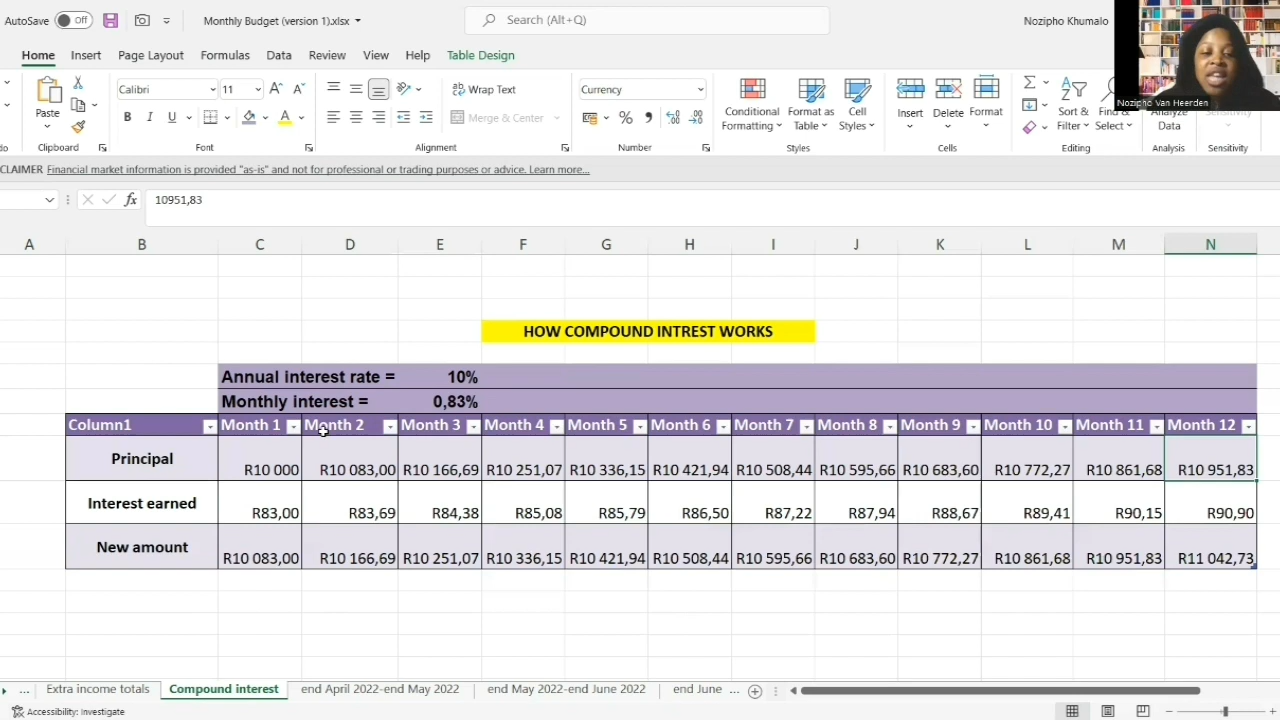 AutoSave Off Monthly Budget (version 1).xlsx Search (Alt+Q) Nozipho Khumalo
Home Insert Page Layout Formulas Data Review View Help Table Design
Nozipho Van Heerden
Calibri 11 Wrap Text Currency
Paste B I U Merge & Center % Conditional Formatting Format as Table Cell Styles Insert Delete Format Sort & Filter Find & Select Analyze Data Sensitivity
Clipboard Font Alignment Number Styles Cells Editing Analysis Sensitivity
CLAIMER Financial market information is provided "as-is" and not for professional or trading purposes or advice. Learn more...
fx 10951,83
A B C D E F G H I J K L M N
HOW COMPOUND INTREST WORKS
Annual interest rate = 10%
Monthly interest = 0,83%
Column1 Month 1 Month 2 Month 3 Month 4 Month 5 Month 6 Month 7 Month 8 Month 9 Month 10 Month 11 Month 12
Principal R10 000 R10 083,00 R10 166,69 R10 251,07 R10 336,15 R10 421,94 R10 508,44 R10 595,66 R10 683,60 R10 772,27 R10 861,68 R10 951,83
Interest earned R83,00 R83,69 R84,38 R85,08 R85,79 R86,50 R87,22 R87,94 R88,67 R89,41 R90,15 R90,90
New amount R10 083,00 R10 166,69 R10 251,07 R10 336,15 R10 421,94 R10 508,44 R10 595,66 R10 683,60 R10 772,27 R10 861,68 R10 951,83 R11 042,73
... Extra income totals Compound interest end April 2022-end May 2022 end May 2022-end June 2022 end June ...
Accessibility: Investigate